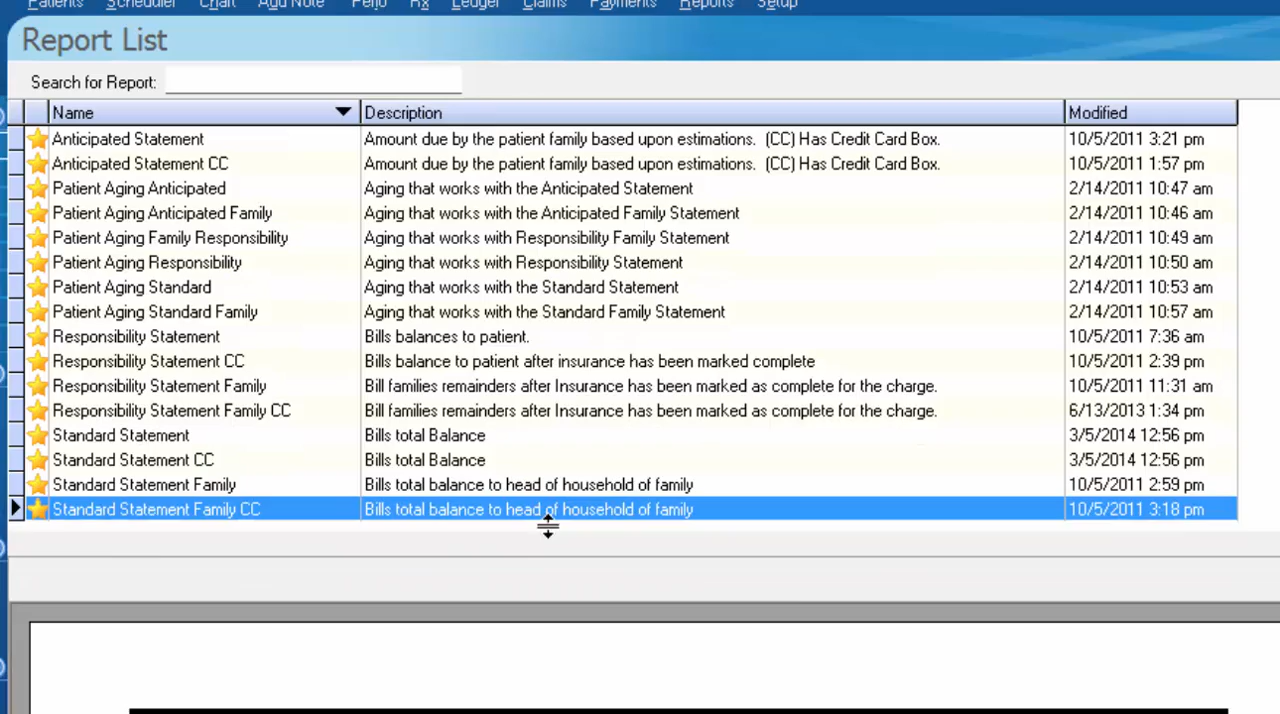 Patients Scheduler Chart Add Note Perio Rx Ledger Claims Payments Reports Setup
Report List
Search for Report:
Name Description Modified
Anticipated Statement Amount due by the patient family based upon estimations. (CC) Has Credit Card Box. 10/5/2011 3:21 pm
Anticipated Statement CC Amount due by the patient family based upon estimations. (CC) Has Credit Card Box. 10/5/2011 1:57 pm
Patient Aging Anticipated Aging that works with the Anticipated Statement 2/14/2011 10:47 am
Patient Aging Anticipated Family Aging that works with the Anticipated Family Statement 2/14/2011 10:46 am
Patient Aging Family Responsibility Aging that works with Responsibility Family Statement 2/14/2011 10:49 am
Patient Aging Responsibility Aging that works with Responsibility Statement 2/14/2011 10:50 am
Patient Aging Standard Aging that works with the Standard Statement 2/14/2011 10:53 am
Patient Aging Standard Family Aging that works with the Standard Family Statement 2/14/2011 10:57 am
Responsibility Statement Bills balances to patient. 10/5/2011 7:36 am
Responsibility Statement CC Bills balance to patient after insurance has been marked complete 10/5/2011 2:39 pm
Responsibility Statement Family Bill families remainders after Insurance has been marked as complete for the charge. 10/5/2011 11:31 am
Responsibility Statement Family CC Bill families remainders after Insurance has been marked as complete for the charge. 6/13/2013 1:34 pm
Standard Statement Bills total Balance 3/5/2014 12:56 pm
Standard Statement CC Bills total Balance 3/5/2014 12:56 pm
Standard Statement Family Bills total balance to head of household of family 10/5/2011 2:59 pm
Standard Statement Family CC Bills total balance to head of household of family 10/5/2011 3:18 pm